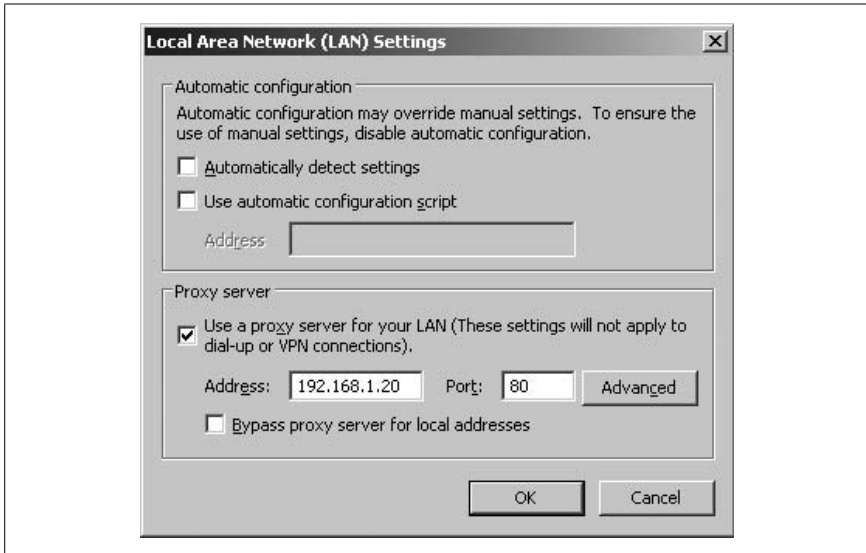 Local Area Network (LAN) Settings
Automatic configuration
Automatic configuration may override manual settings. To ensure the
use of manual settings, disable automatic configuration.
Automatically detect settings
Use automatic configuration script
Address
Proxy server
Use a proxy server for your LAN (These settings will not apply to
dial-up or VPN connections).
Address: 192.168.1.20 Port: 80 Advanced
Bypass proxy server for local addresses
OK Cancel